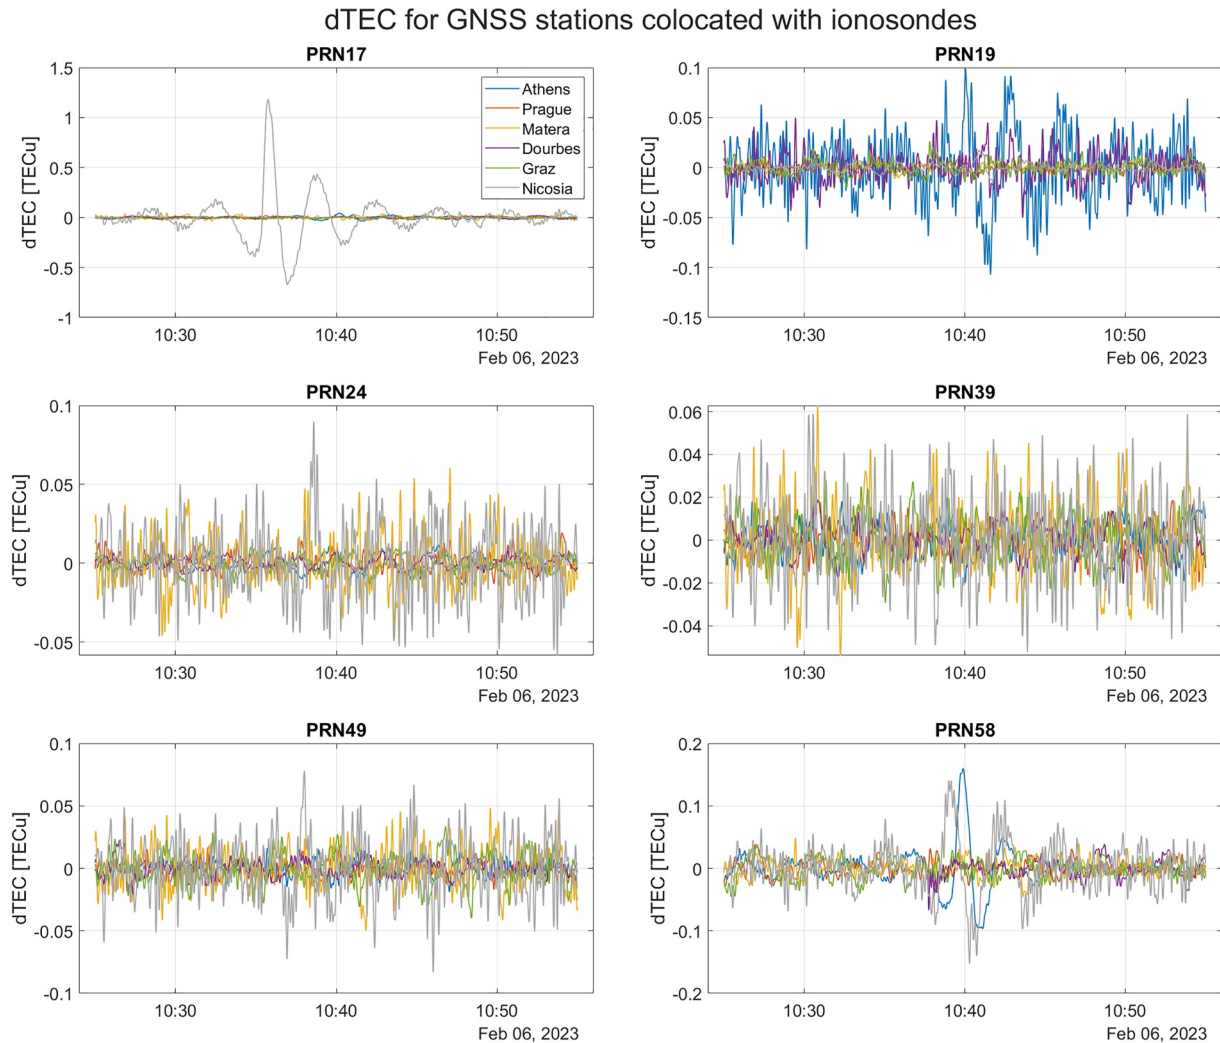 dTEC for GNSS stations colocated with ionosondes
PRN17
dTEC [TECu]
1.5
1
0.5
0
-0.5
-1
Athens
Prague
Matera
Dourbes
Graz
Nicosia
10:30 10:40 10:50
Feb 06, 2023
PRN19
dTEC [TECu]
0.1
0.05
0
-0.05
-0.1
-0.15
10:30 10:40 10:50
Feb 06, 2023
PRN24
dTEC [TECu]
0.1
0.05
0
-0.05
10:30 10:40 10:50
Feb 06, 2023
PRN39
dTEC [TECu]
0.06
0.04
0.02
0
-0.02
-0.04
10:30 10:40 10:50
Feb 06, 2023
PRN49
dTEC [TECu]
0.1
0.05
0
-0.05
-0.1
10:30 10:40 10:50
Feb 06, 2023
PRN58
dTEC [TECu]
0.2
0.1
0
-0.1
-0.2
10:30 10:40 10:50
Feb 06, 2023